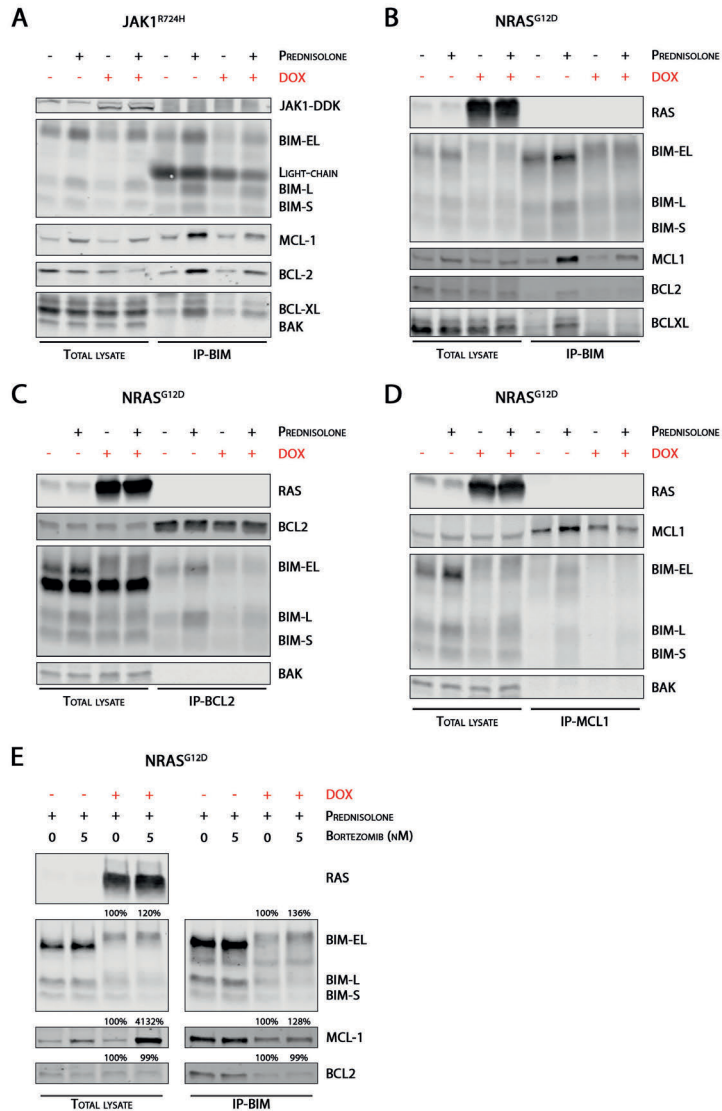 A
JAK1R724H
- + - + - + - + PREDNISOLONE
- - + + - - + + DOX
JAK1-DDK
BIM-EL
LIGHT-CHAIN
BIM-L
BIM-S
MCL-1
BCL-2
BCL-XL
BAK
TOTAL LYSATE IP-BIM
B
NRASG12D
- + - + - + - + PREDNISOLONE
- - + + - - + + DOX
RAS
BIM-EL
BIM-L
BIM-S
MCL1
BCL2
BCLXL
TOTAL LYSATE IP-BIM
C
NRASG12D
- + - + - + - + PREDNISOLONE
- - + + - - + + DOX
RAS
BCL2
BIM-EL
BIM-L
BIM-S
BAK
TOTAL LYSATE IP-BCL2
D
NRASG12D
- + - + - + - + PREDNISOLONE
- - + + - - + + DOX
RAS
MCL1
BIM-EL
BIM-L
BIM-S
BAK
TOTAL LYSATE IP-MCL1
E
NRASG12D
- - + + - - + + DOX
+ + + + + + + + PREDNISOLONE
0 5 0 5 0 5 0 5 BORTEZOMIB (NM)
RAS
100% 120% 100% 136%
BIM-EL
BIM-L
BIM-S
100% 4132% 100% 128%
MCL-1
100% 99% 100% 99%
BCL2
TOTAL LYSATE IP-BIM